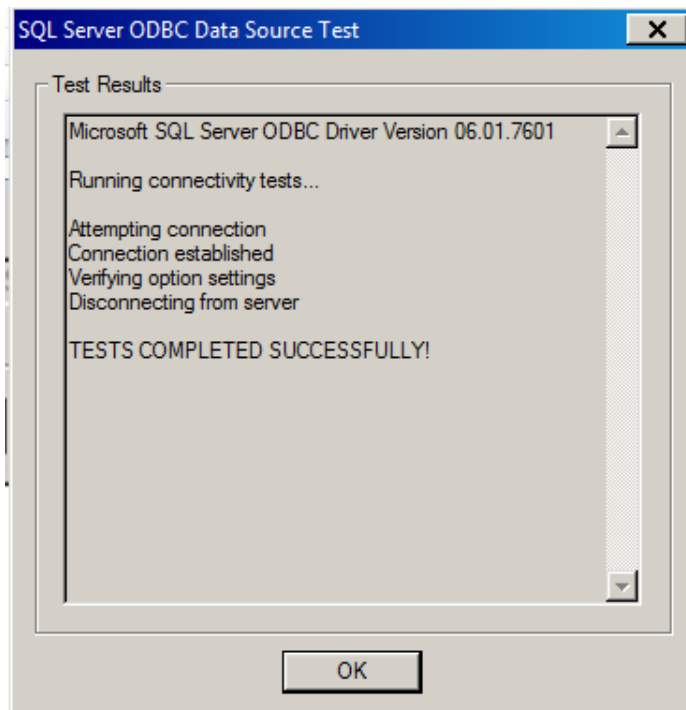 SQL Server ODBC Data Source Test
Test Results
Microsoft SQL Server ODBC Driver Version 06.01.7601
Running connectivity tests...
Attempting connection
Connection established
Verifying option settings
Disconnecting from server
TESTS COMPLETED SUCCESSFULLY!
OK